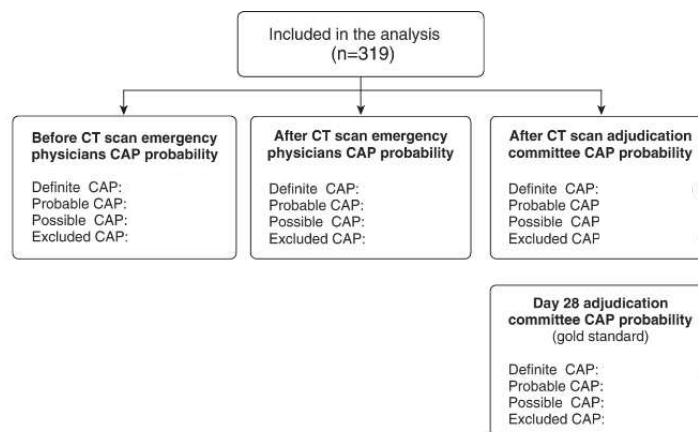 Included in the analysis
(n=319)
Before CT scan emergency
physicians CAP probability
Definite CAP:
Probable CAP:
Possible CAP:
Excluded CAP:
After CT scan emergency
physicians CAP probability
Definite CAP:
Probable CAP:
Possible CAP:
Excluded CAP:
After CT scan adjudication
committee CAP probability
Definite CAP:
Probable CAP
Possible CAP
Excluded CAP
Day 28 adjudication
committee CAP probability
(gold standard)
Definite CAP:
Probable CAP:
Possible CAP:
Excluded CAP: